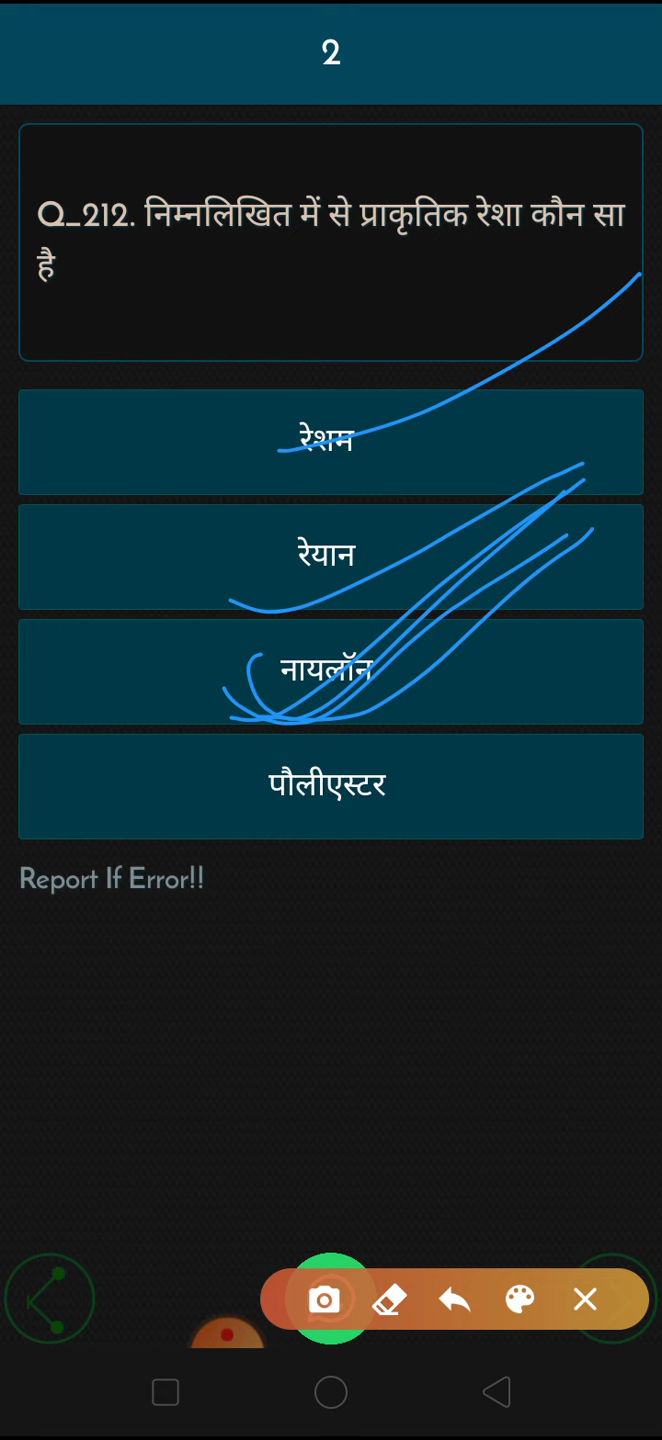 2
Q_212. निम्नलिखित में से प्राकृतिक रेशा कौन सा
है
रेशम
रेयान
नायलॉन
पौलीएस्टर
Report If Error!!